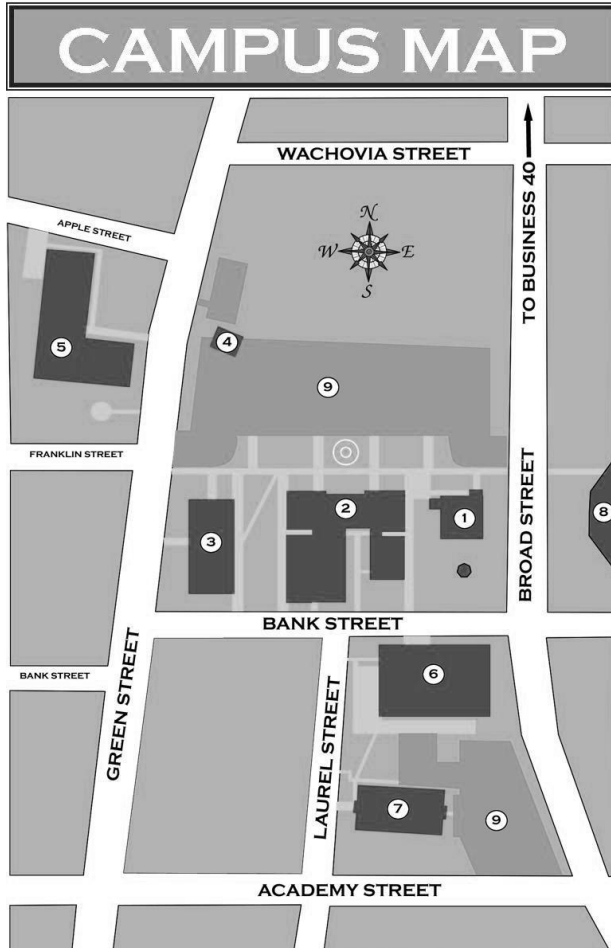 CAMPUS MAP
WACHOVIA STREET
TO BUSINESS 40
APPLE STREET
N
W
E
S
4
5
9
FRANKLIN STREET
BROAD STREET
2
1
8
3
BANK STREET
BANK STREET
GREEN STREET
LAUREL STREET
6
7
9
ACADEMY STREET